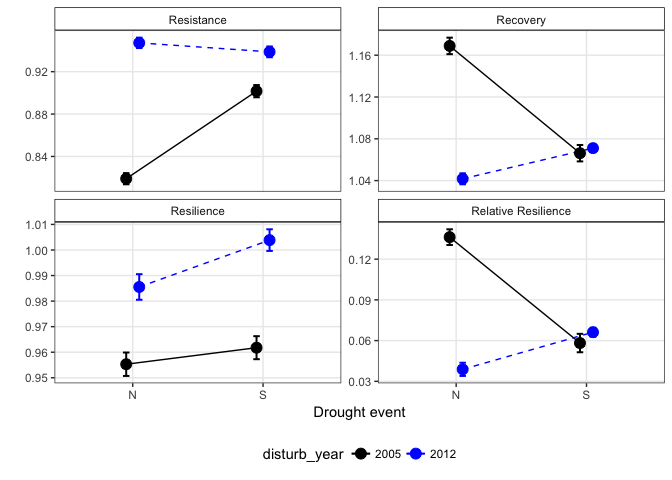 Resistance
Recovery
0.92
0.88
0.84
1.16
1.12
1.08
1.04
Resilience
Relative Resilience
1.01
1.00
0.99
0.98
0.97
0.96
0.95
0.12
0.09
0.06
0.03
N S N S
Drought event
disturb_year 2005 2012